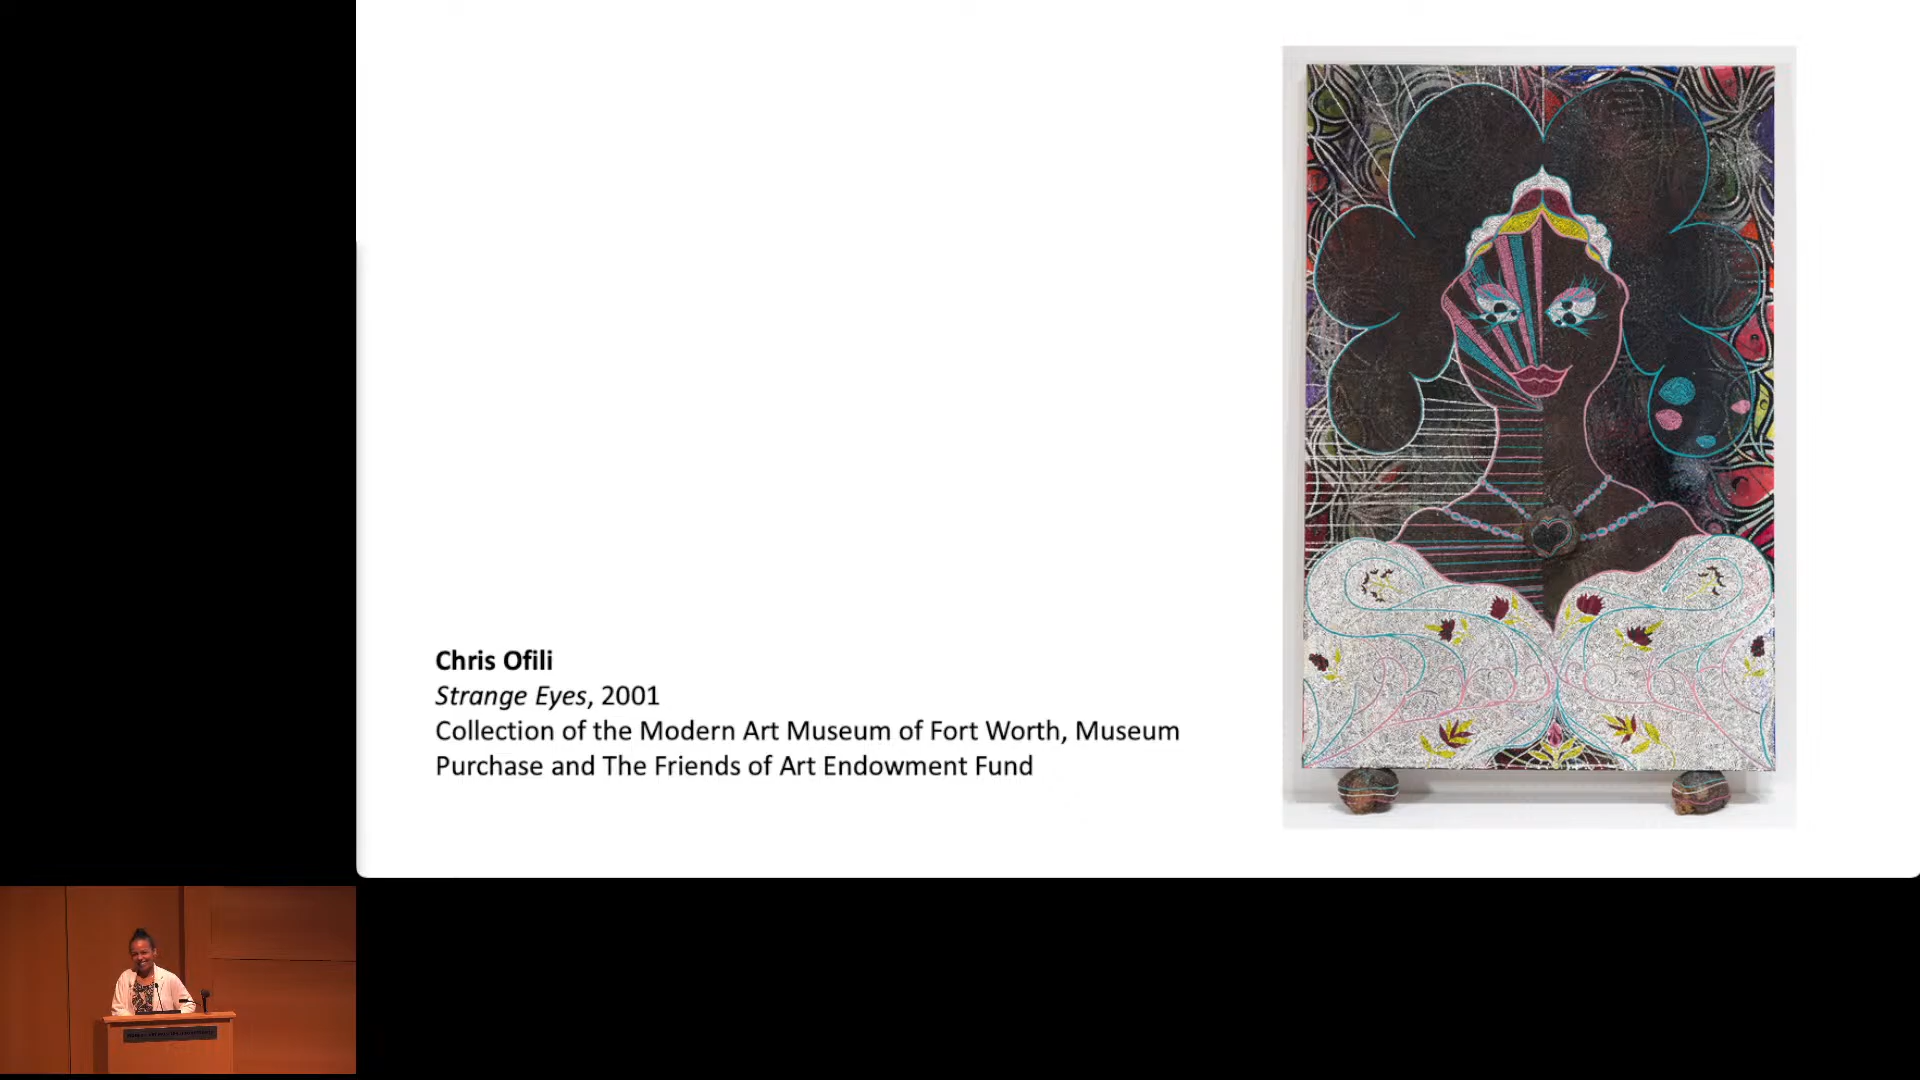 Chris Ofili
Strange Eyes, 2001
Collection of the Modern Art Museum of Fort Worth, Museum
Purchase and The Friends of Art Endowment Fund